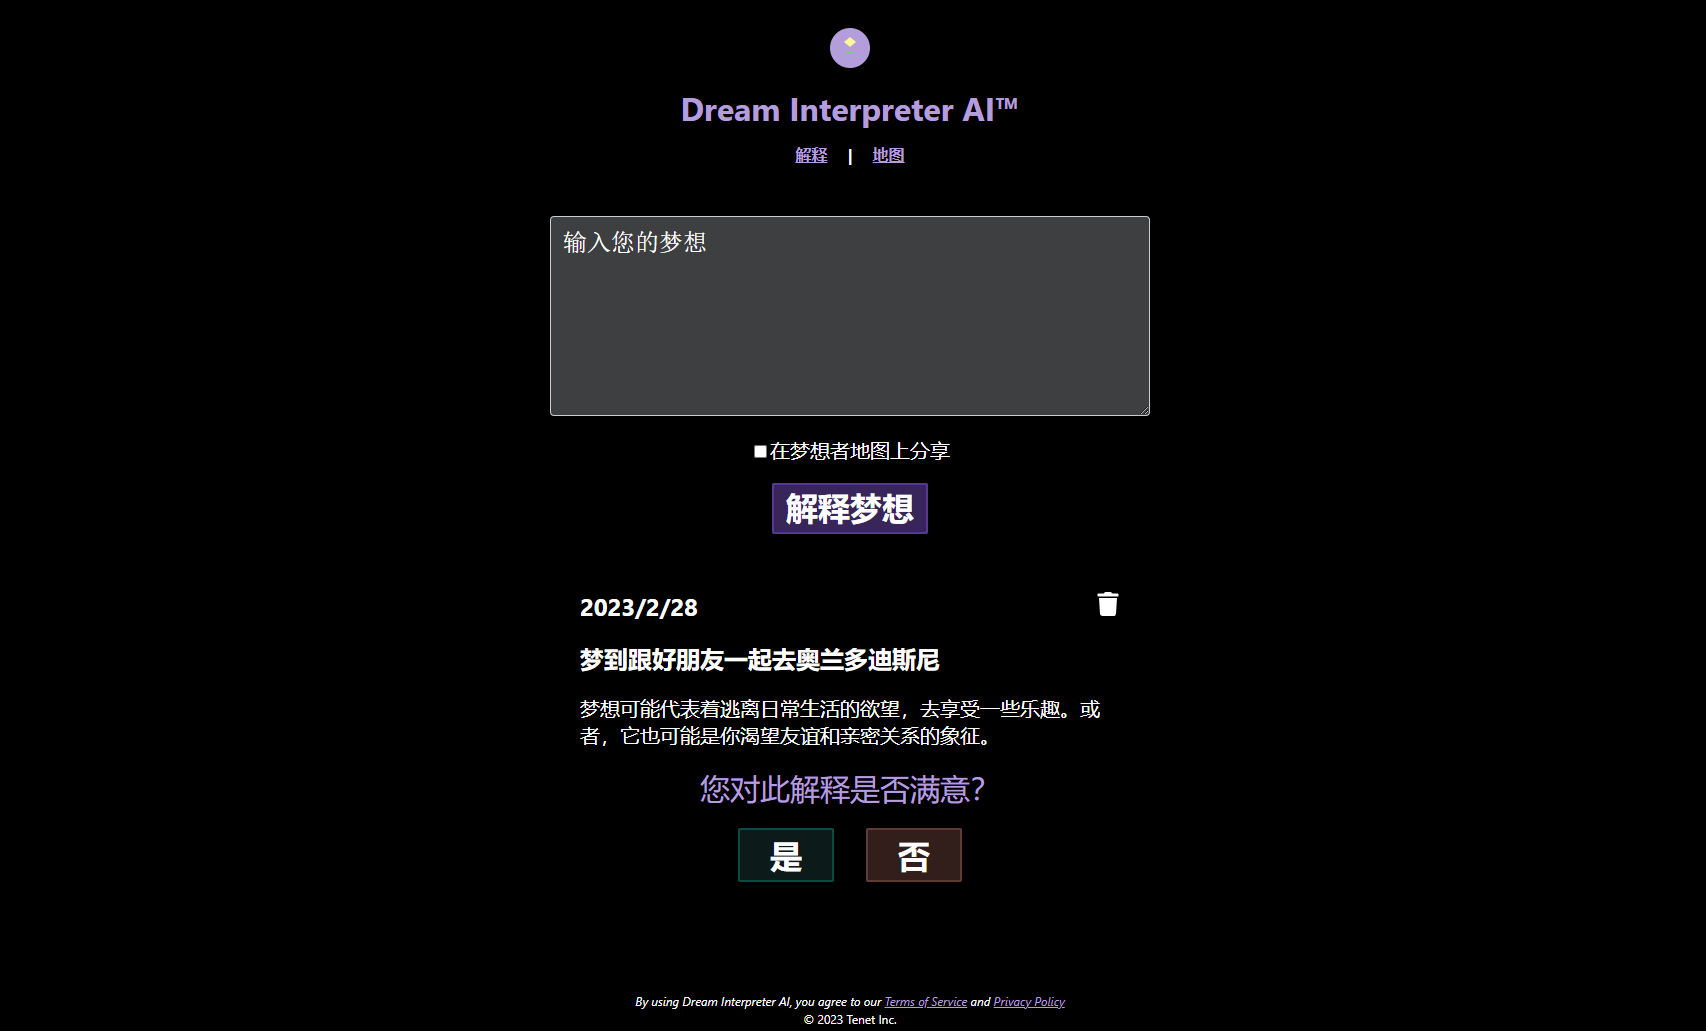 Dream Interpreter AI™
解释 | 地图
输入您的梦想
在梦想者地图上分享
解释梦想
2023/2/28
梦到跟好朋友一起去奥兰多迪斯尼
梦想可能代表着逃离日常生活的欲望，去享受一些乐趣。或
者，它也可能是你渴望友谊和亲密关系的象征。
您对此解释是否满意？
是 否
By using Dream Interpreter AI, you agree to our Terms of Service and Privacy Policy
© 2023 Tenet Inc.